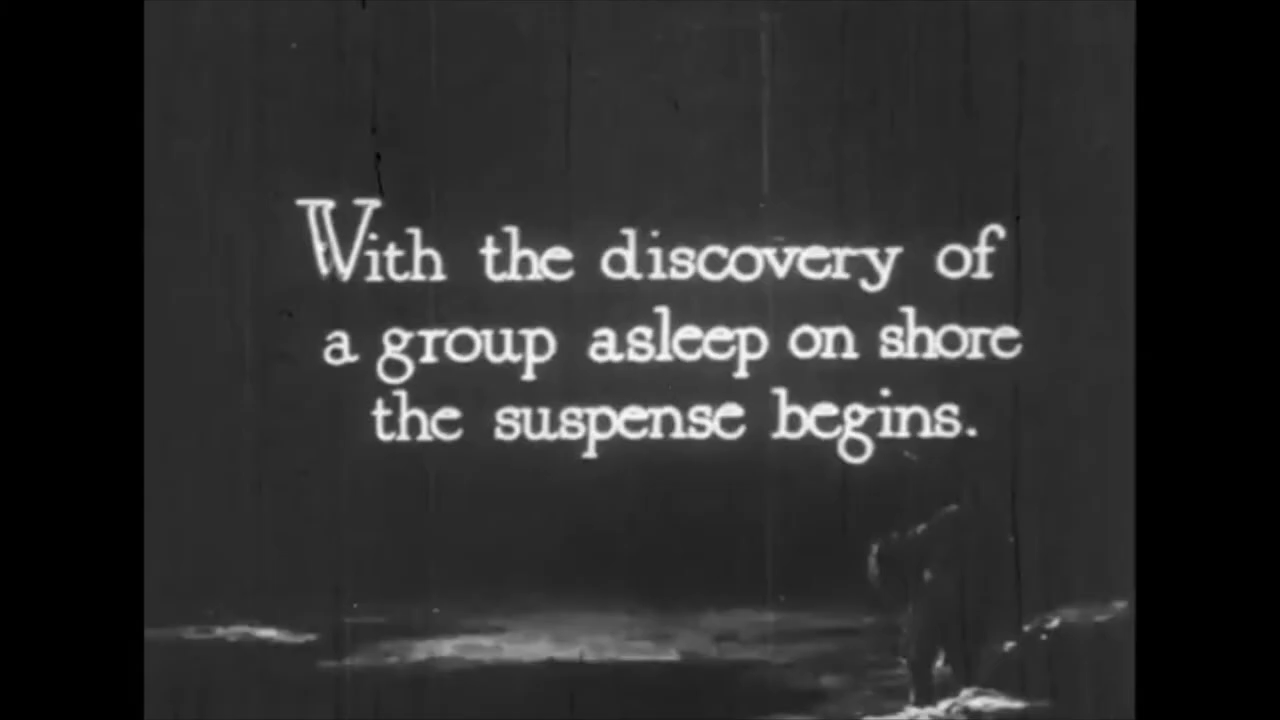 With the discovery of
a group asleep on shore
the suspense begins.